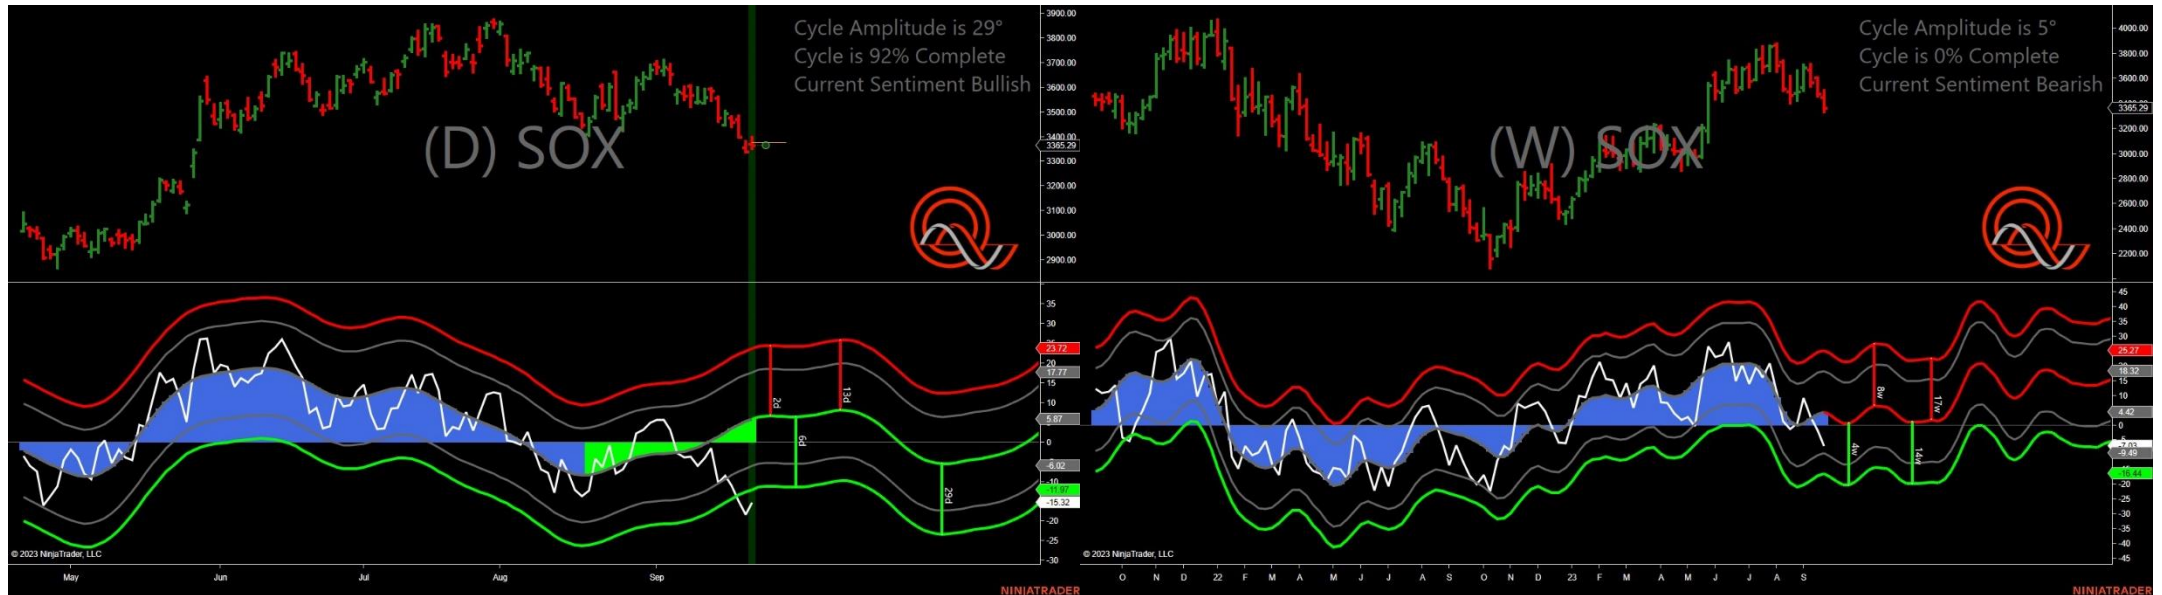 Cycle Amplitude is 29°
Cycle is 92% Complete
Current Sentiment Bullish
(D) SOX
3900.00
3800.00
3700.00
3600.00
3500.00
3400.00
3365.29
3300.00
3200.00
3100.00
3000.00
2900.00
35
30
23.72
20
17.77
15
10
5.87
0
-6.02
-10
-11.97
-15.32
-20
-25
-30
2d
13d
6d
29d
© 2023 NinjaTrader, LLC
May Jun Jul Aug Sep
NINJATRADER
Cycle Amplitude is 5°
Cycle is 0% Complete
Current Sentiment Bearish
(W) SOX
4000.00
3800.00
3600.00
3365.29
3200.00
3000.00
2800.00
2600.00
2400.00
2200.00
45
40
35
30
25.27
20
18.32
15
10
4.42
0
-7.03
-9.49
-16.44
-20
-25
-30
-35
-40
-45
8w
17w
4w
14w
© 2023 NinjaTrader, LLC
O N D 22 F M A M J J A S O N D 23 F M A M J J A S
NINJATRADER